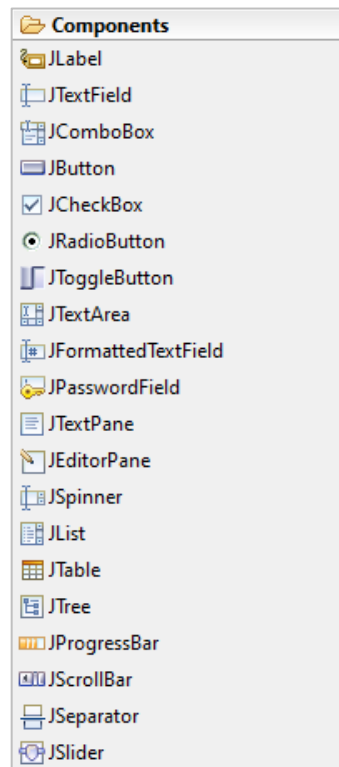 Components
JLabel
JTextField
JComboBox
JButton
JCheckBox
JRadioButton
JToggleButton
JTextArea
JFormattedTextField
JPasswordField
JTextPane
JEditorPane
JSpinner
JList
JTable
JTree
JProgressBar
JScrollBar
JSeparator
JSlider